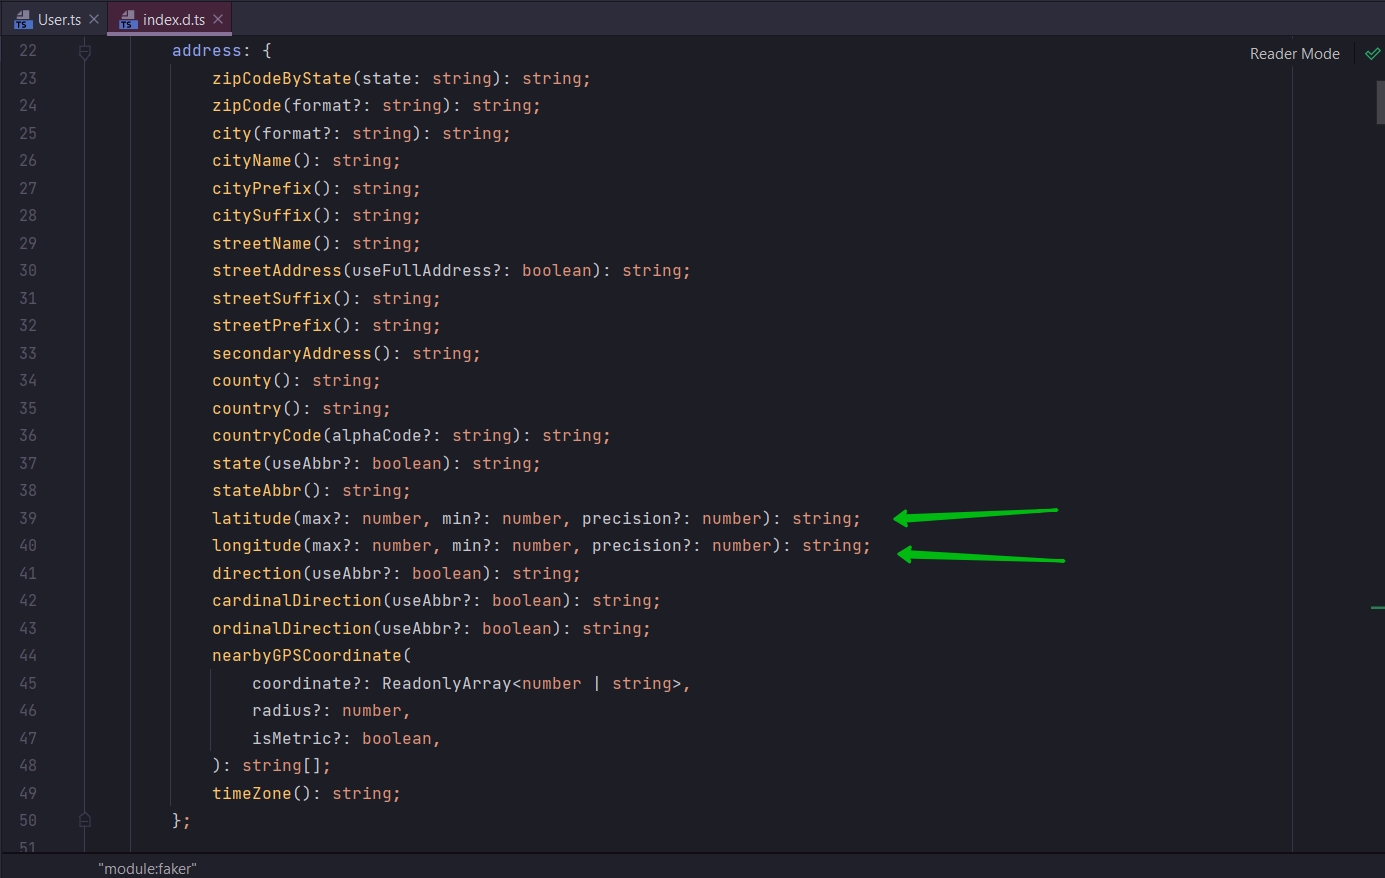 User.ts
index.d.ts
Reader Mode
22 address: {
23 zipCodeByState(state: string): string;
24 zipCode(format?: string): string;
25 city(format?: string): string;
26 cityName(): string;
27 cityPrefix(): string;
28 citySuffix(): string;
29 streetName(): string;
30 streetAddress(useFullAddress?: boolean): string;
31 streetSuffix(): string;
32 streetPrefix(): string;
33 secondaryAddress(): string;
34 county(): string;
35 country(): string;
36 countryCode(alphaCode?: string): string;
37 state(useAbbr?: boolean): string;
38 stateAbbr(): string;
39 latitude(max?: number, min?: number, precision?: number): string;
40 longitude(max?: number, min?: number, precision?: number): string;
41 direction(useAbbr?: boolean): string;
42 cardinalDirection(useAbbr?: boolean): string;
43 ordinalDirection(useAbbr?: boolean): string;
44 nearbyGPSCoordinate(
45 coordinate?: ReadonlyArray<number | string>,
46 radius?: number,
47 isMetric?: boolean,
48 ): string[];
49 timeZone(): string;
50 };
51
"module:faker"